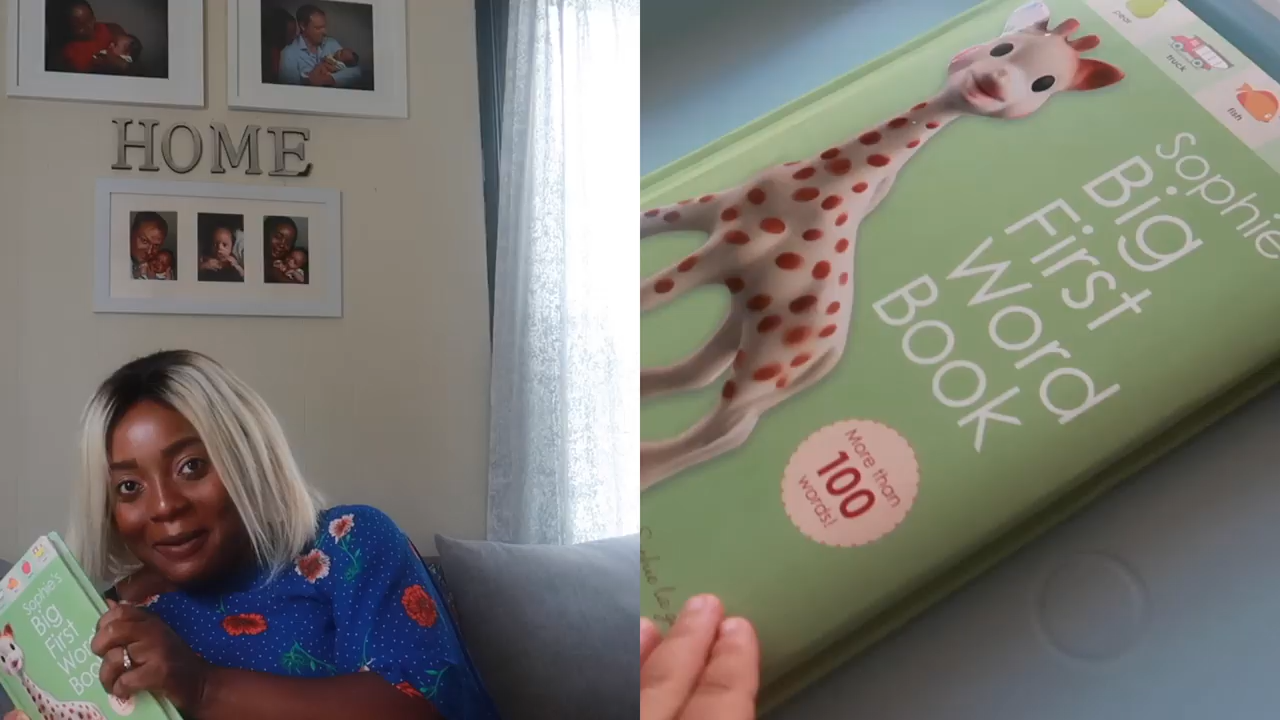 HOME
Sophie's
Big
First
Word
Book
pear
truck
fish
Sophie
Big
First
Word
Book
More than
100
words!